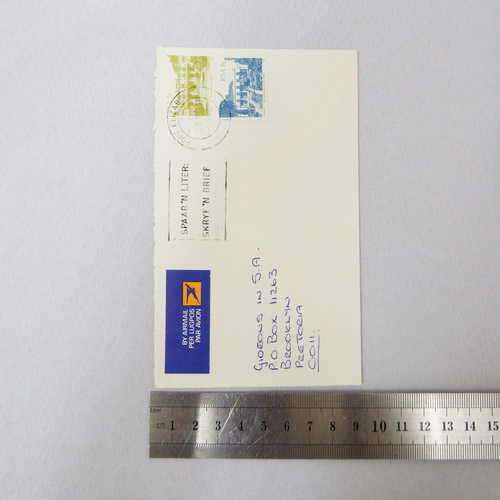 SPAAR 'N LITER:
SKRYF 'N BRIEF
BY AIRMAIL
PER LUGPOS
PAR AVION
GIDEONS IN S.A.
P.O BOX 11263
BROOKLYN
PRETORIA
0011.
cm 1 2 3 4 5 6 7 8 9 10 11 12 13 14 15